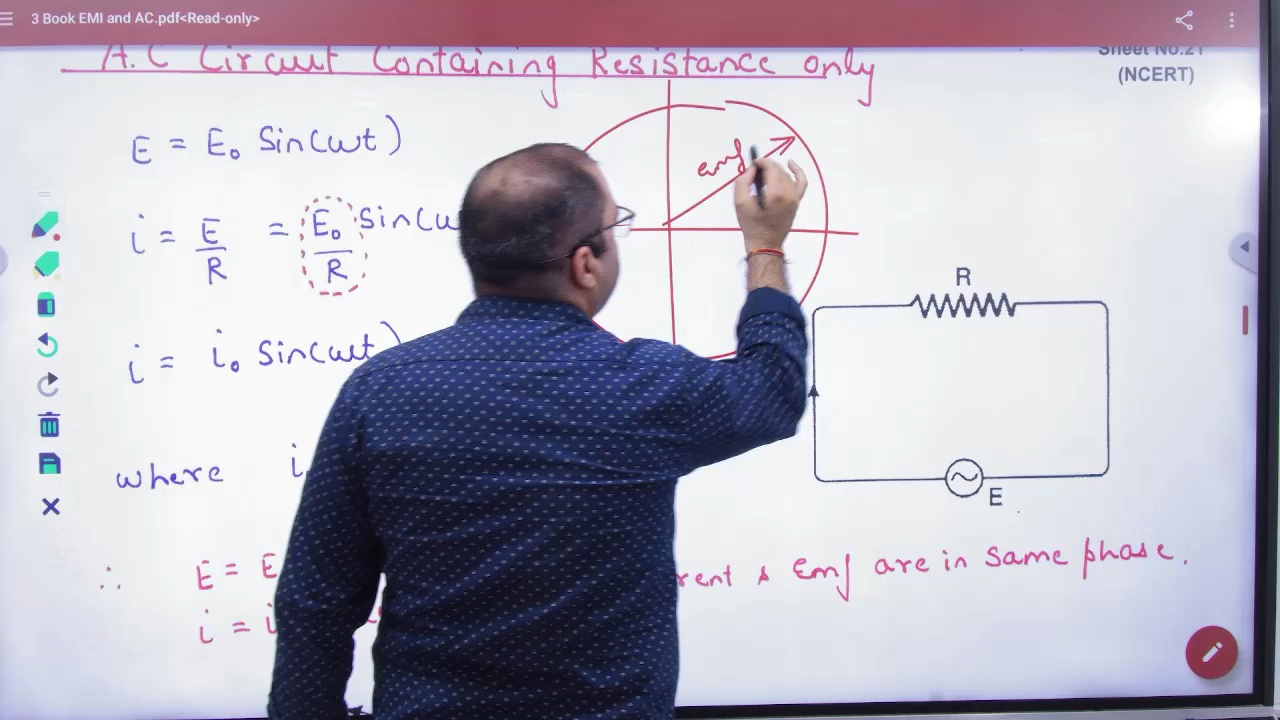 3 Book EMI and AC.pdf<Read-only>
A.C Circuit Containing Resistance only
Sheet No.21
(NCERT)
E = E₀ Sin(ωt)
emf
i = E/R = E₀/R Sin(ω
R
i = i₀ Sin(ωt)
where i
E
∴ E = E rent & Emf are in Same phase.
i = i